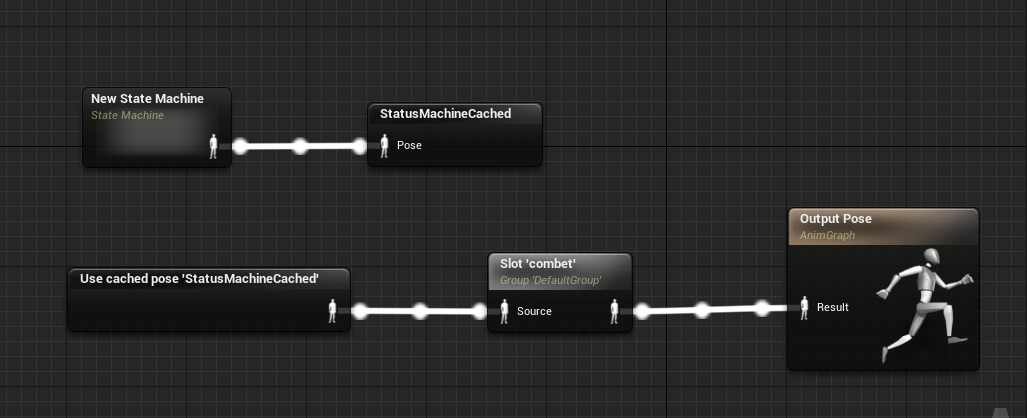 New State Machine
State Machine
StatusMachineCached
Pose
Output Pose
AnimGraph
Slot 'combet'
Group 'DefaultGroup'
Use cached pose 'StatusMachineCached'
Source
Result